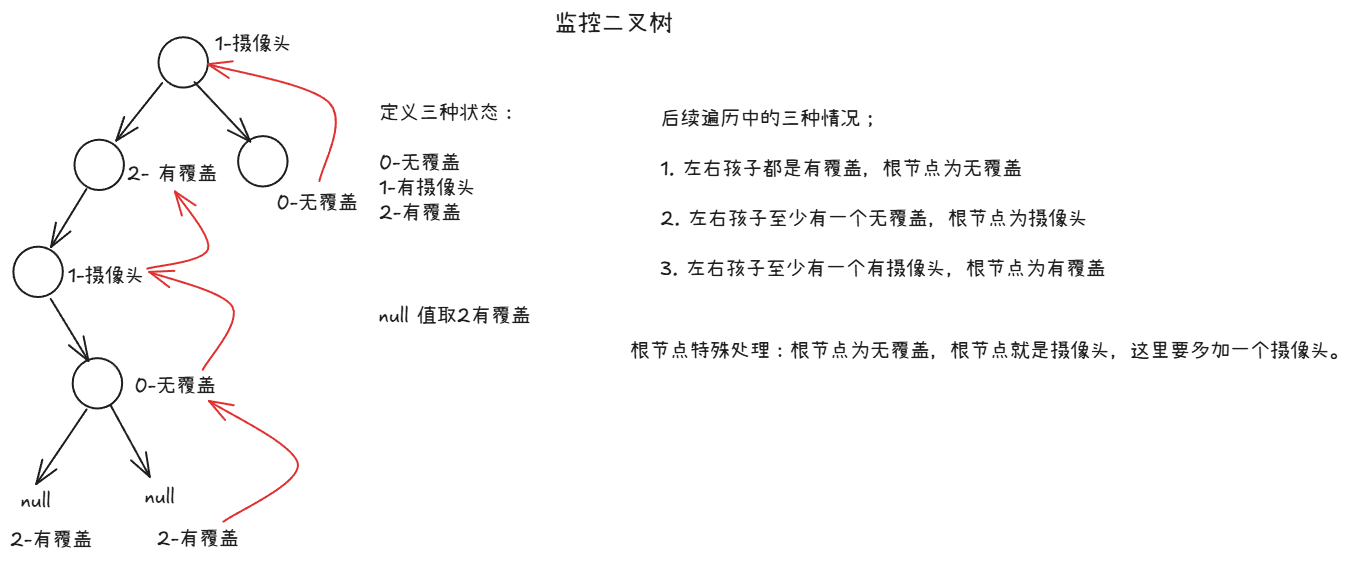 监控二叉树
1-摄像头
2- 有覆盖
0-无覆盖
1-摄像头
0-无覆盖
null
null
2-有覆盖
2-有覆盖
定义三种状态：
0-无覆盖
1-有摄像头
2-有覆盖
null 值取2有覆盖
后续遍历中的三种情况；
1. 左右孩子都是有覆盖，根节点为无覆盖
2. 左右孩子至少有一个无覆盖，根节点为摄像头
3. 左右孩子至少有一个有摄像头，根节点为有覆盖
根节点特殊处理：根节点为无覆盖，根节点就是摄像头，这里要多加一个摄像头。